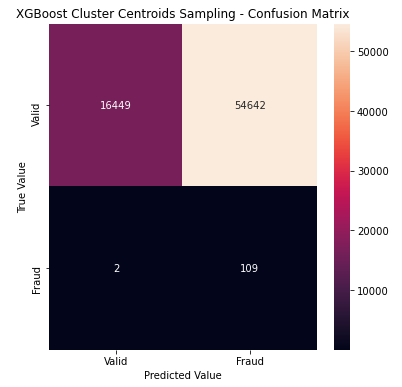 XGBoost Cluster Centroids Sampling - Confusion Matrix
Valid
16449
54642
Fraud
2
109
True Value
Valid
Fraud
Predicted Value
50000
40000
30000
20000
10000